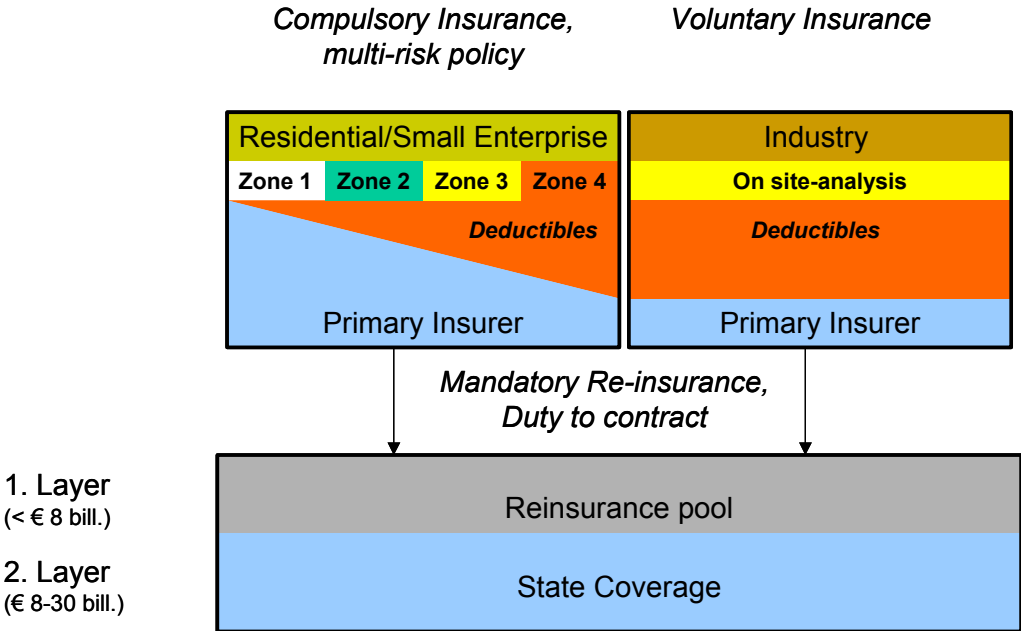 Compulsory Insurance,
multi-risk policy
Voluntary Insurance
Residential/Small Enterprise
Industry
Zone 1
Zone 2
Zone 3
Zone 4
On site-analysis
Deductibles
Deductibles
Primary Insurer
Primary Insurer
Mandatory Re-insurance,
Duty to contract
1. Layer
(< € 8 bill.)
Reinsurance pool
2. Layer
(€ 8-30 bill.)
State Coverage